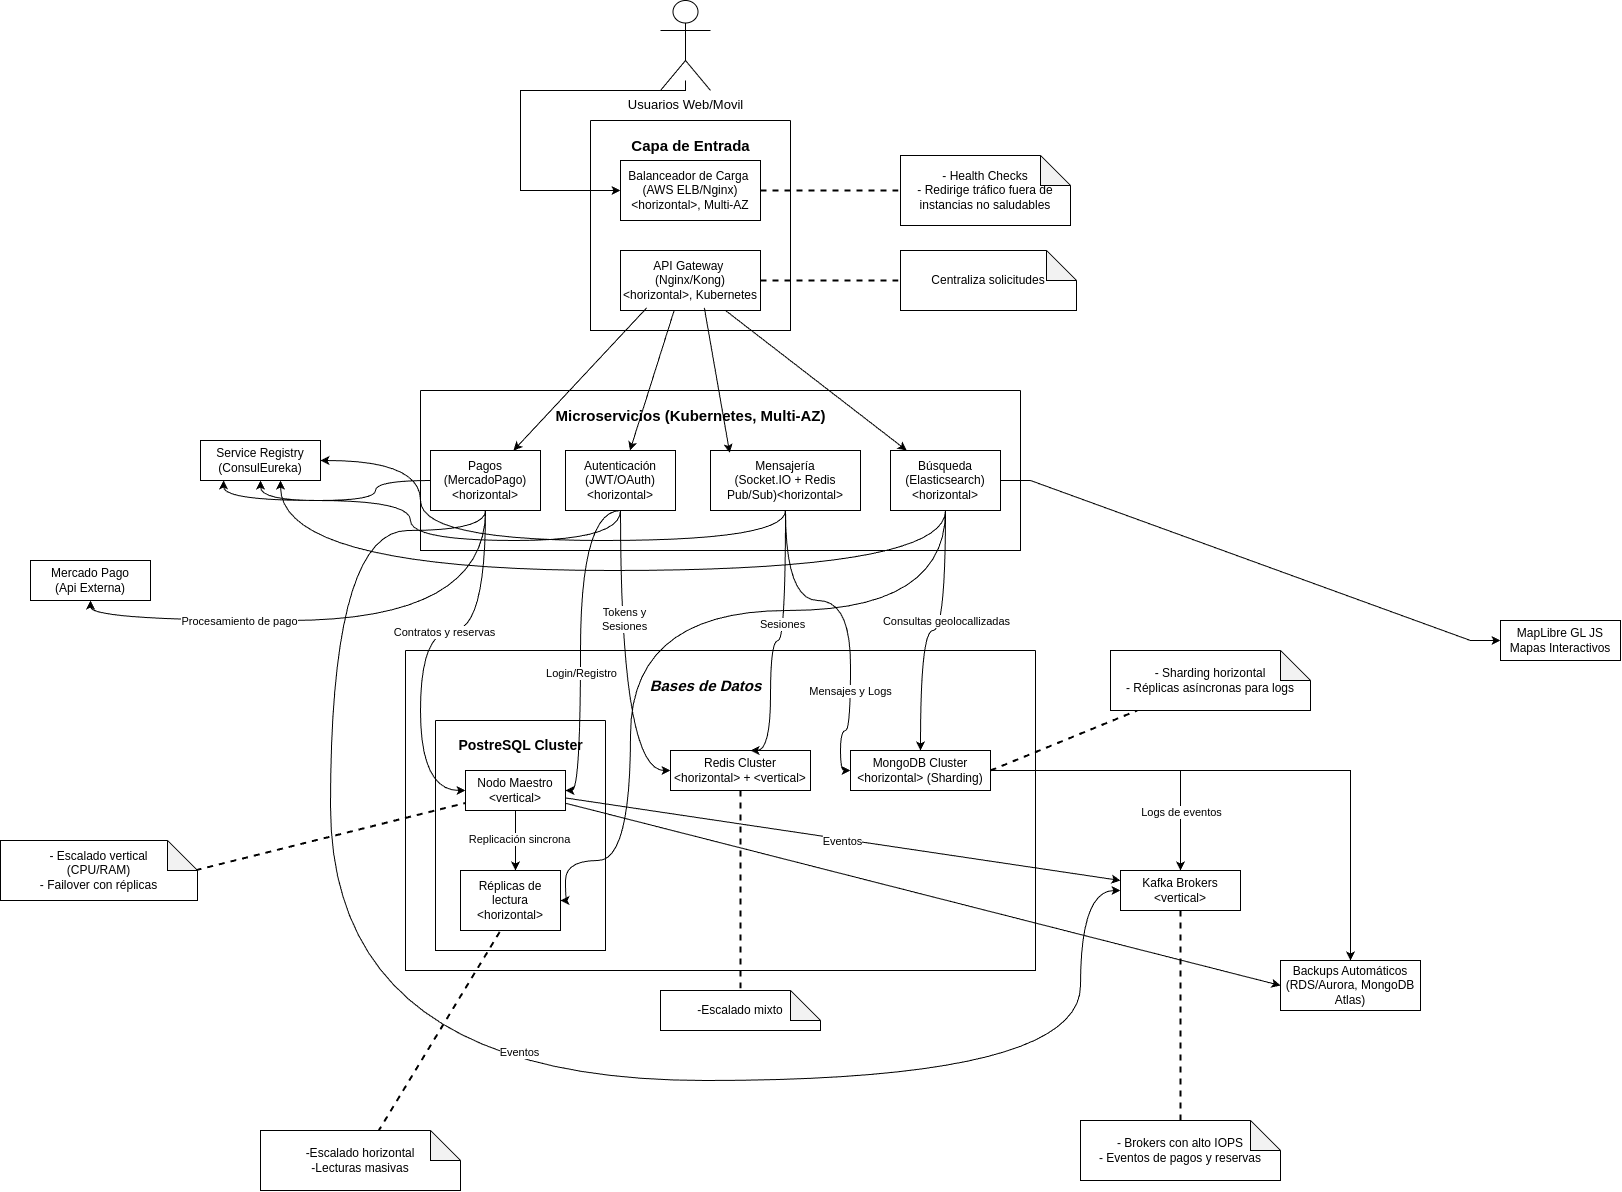 Usuarios Web/Movil
Capa de Entrada
Balanceador de Carga
(AWS ELB/Nginx)
<horizontal>, Multi-AZ
- Health Checks
- Redirige tráfico fuera de
instancias no saludables
API Gateway
(Nginx/Kong)
<horizontal>, Kubernetes
Centraliza solicitudes
Microservicios (Kubernetes, Multi-AZ)
Service Registry
(ConsulEureka)
Pagos
(MercadoPago)
<horizontal>
Autenticación
(JWT/OAuth)
<horizontal>
Mensajería
(Socket.IO + Redis
Pub/Sub)<horizontal>
Búsqueda
(Elasticsearch)
<horizontal>
Mercado Pago
(Api Externa)
Procesamiento de pago
Contratos y reservas
Tokens y
Sesiones
Sesiones
Consultas geolocallizadas
MapLibre GL JS
Mapas Interactivos
Login/Registro
Mensajes y Logs
- Sharding horizontal
- Réplicas asíncronas para logs
Bases de Datos
PostreSQL Cluster
Nodo Maestro
<vertical>
Redis Cluster
<horizontal> + <vertical>
MongoDB Cluster
<horizontal> (Sharding)
Replicación sincrona
Eventos
Logs de eventos
- Escalado vertical
(CPU/RAM)
- Failover con réplicas
Réplicas de
lectura
<horizontal>
Kafka Brokers
<vertical>
Backups Automáticos
(RDS/Aurora, MongoDB
Atlas)
-Escalado mixto
Eventos
-Escalado horizontal
-Lecturas masivas
- Brokers con alto IOPS
- Eventos de pagos y reservas